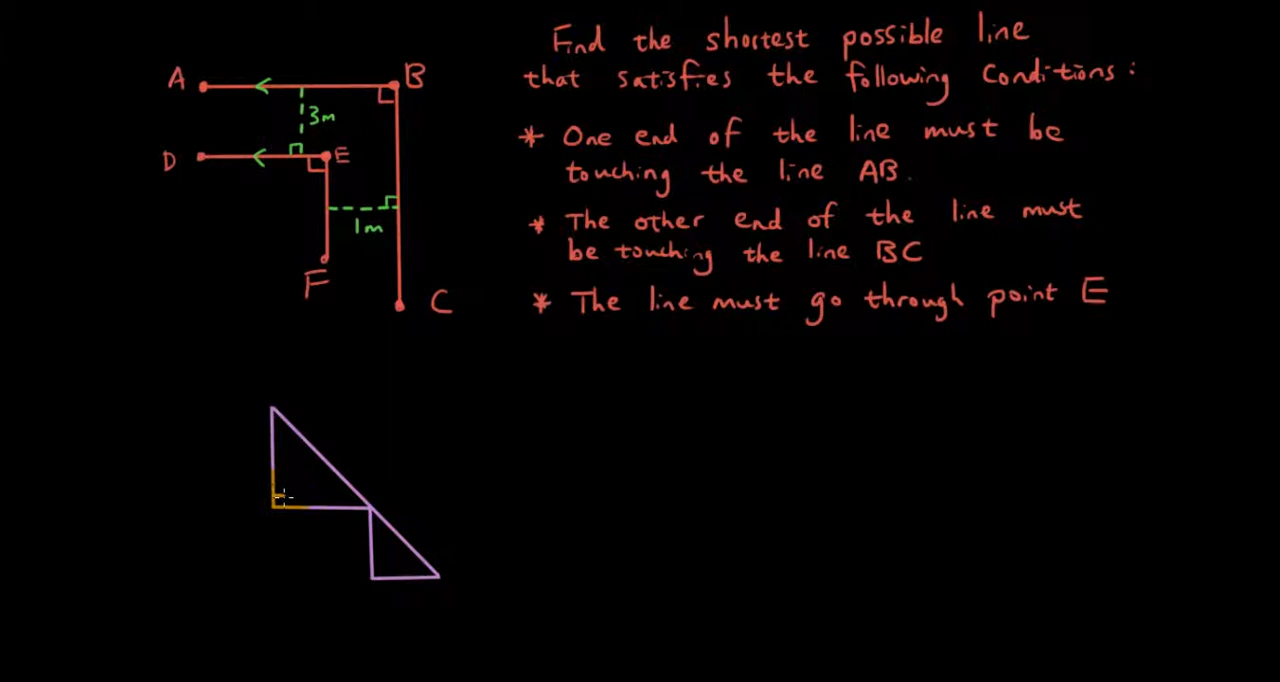 Find the shortest possible line
that satisfies the following conditions:
* One end of the line must be
touching the line AB.
* The other end of the line must
be touching the line BC
* The line must go through point E
A
B
3m
D
E
1m
F
C